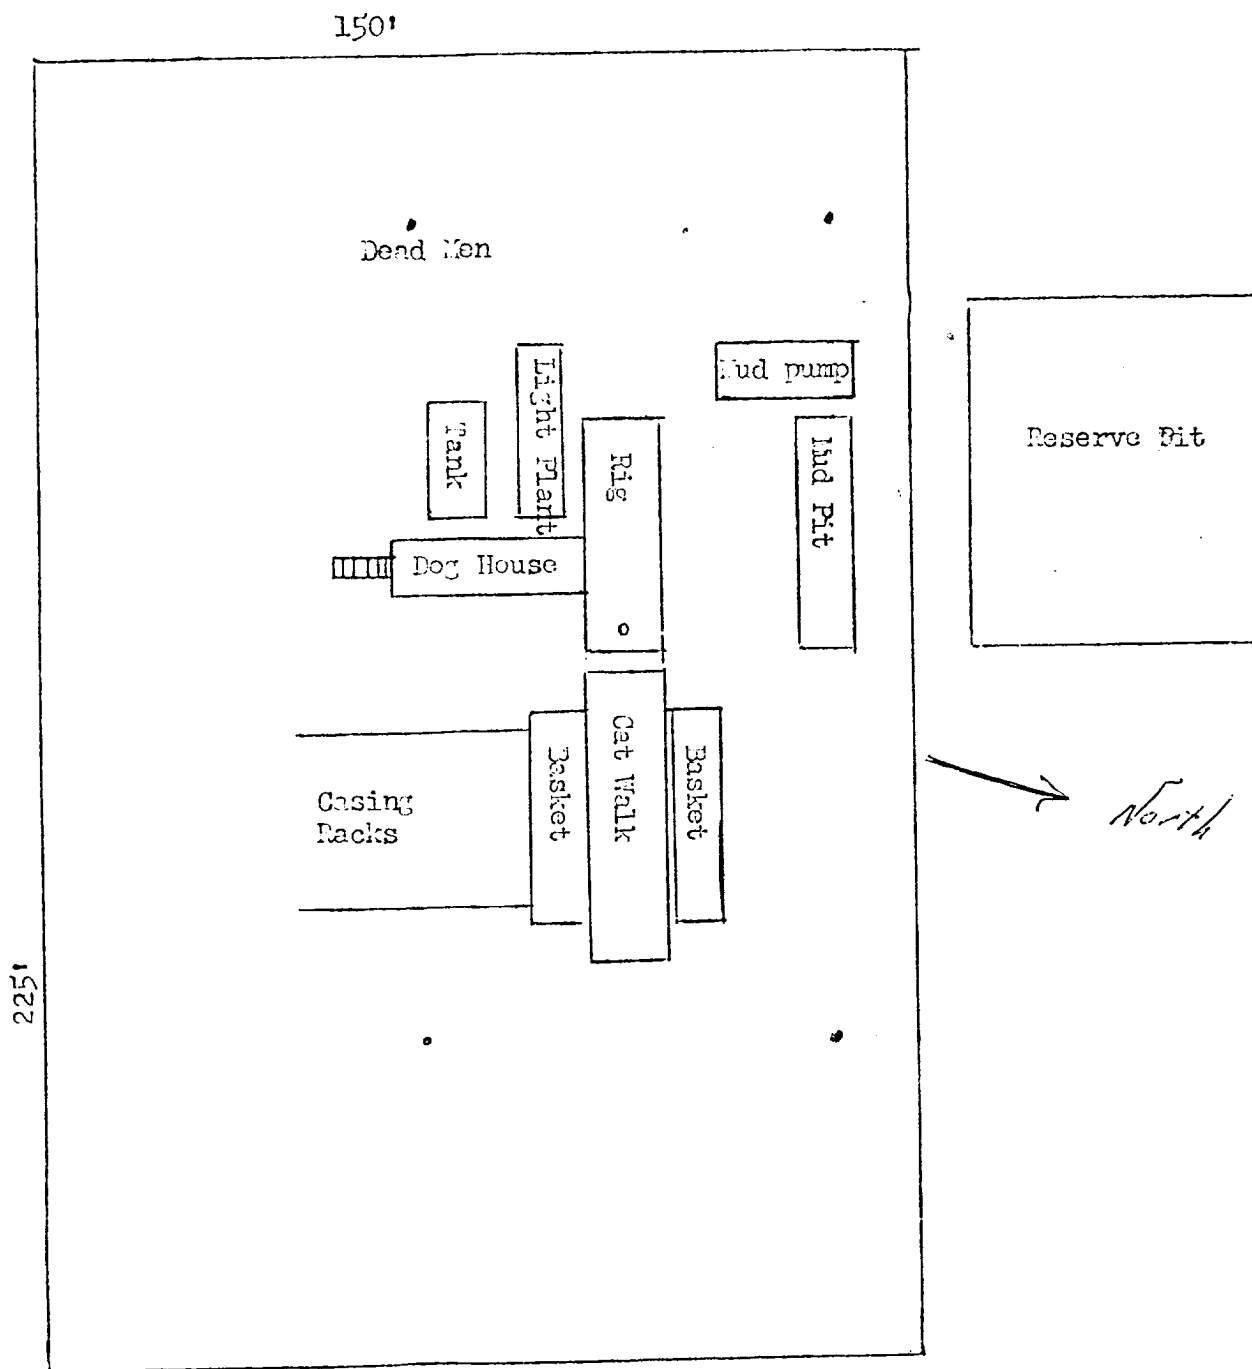 150'
Dead Men
Mud pump
Light Plant
Tank
Rig
Mud Pit
Reserve Pit
Dog House
Basket
Cat Walk
Basket
Casing
Racks
North
225'